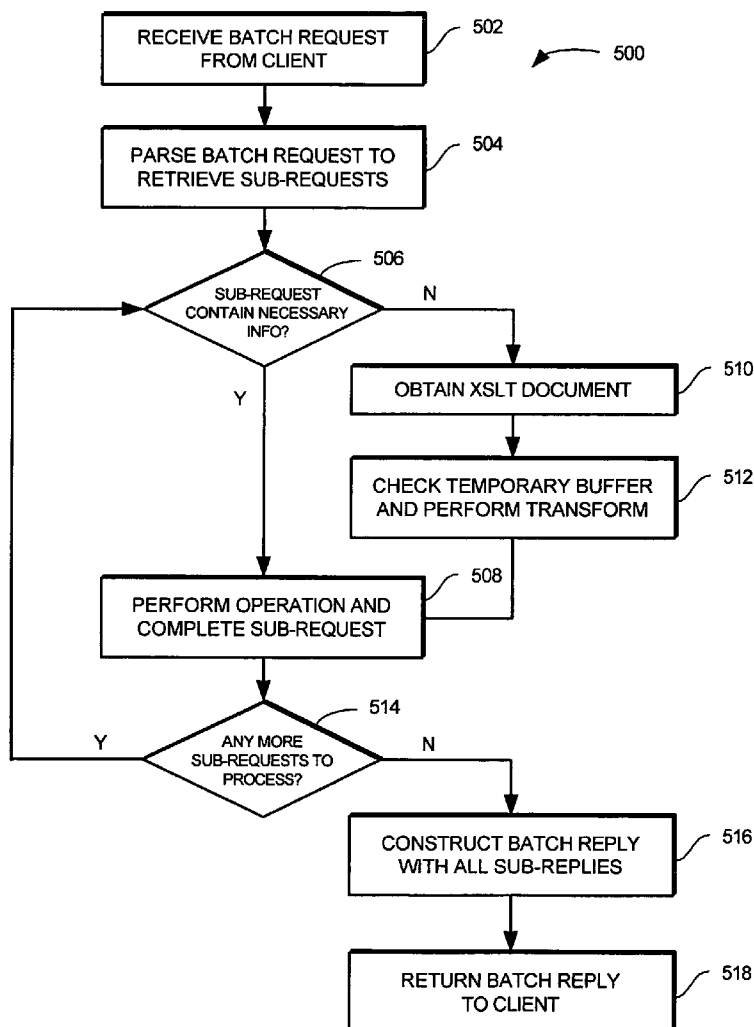 RECEIVE BATCH REQUEST
FROM CLIENT
502
500
PARSE BATCH REQUEST TO
RETRIEVE SUB-REQUESTS
504
506
SUB-REQUEST
CONTAIN NECESSARY
INFO?
N
Y
OBTAIN XSLT DOCUMENT
510
CHECK TEMPORARY BUFFER
AND PERFORM TRANSFORM
512
508
PERFORM OPERATION AND
COMPLETE SUB-REQUEST
514
Y
ANY MORE
SUB-REQUESTS TO
PROCESS?
N
CONSTRUCT BATCH REPLY
WITH ALL SUB-REPLIES
516
RETURN BATCH REPLY
TO CLIENT
518